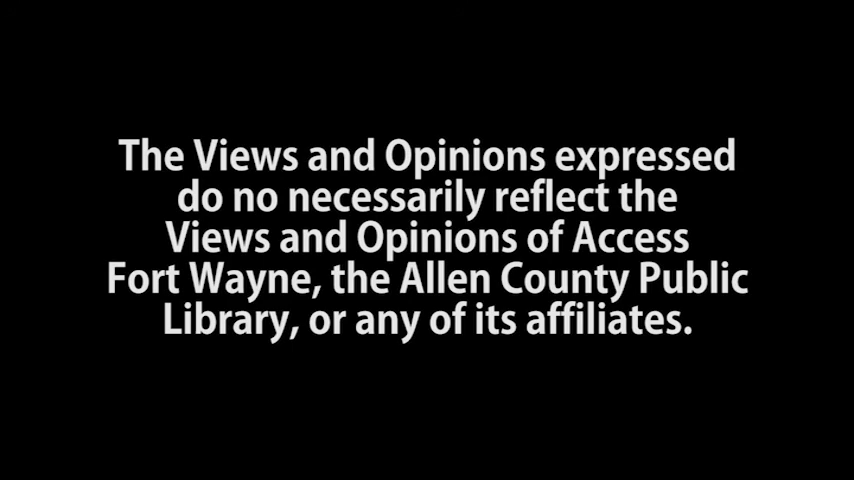 The Views and Opinions expressed
do no necessarily reflect the
Views and Opinions of Access
Fort Wayne, the Allen County Public
Library, or any of its affiliates.